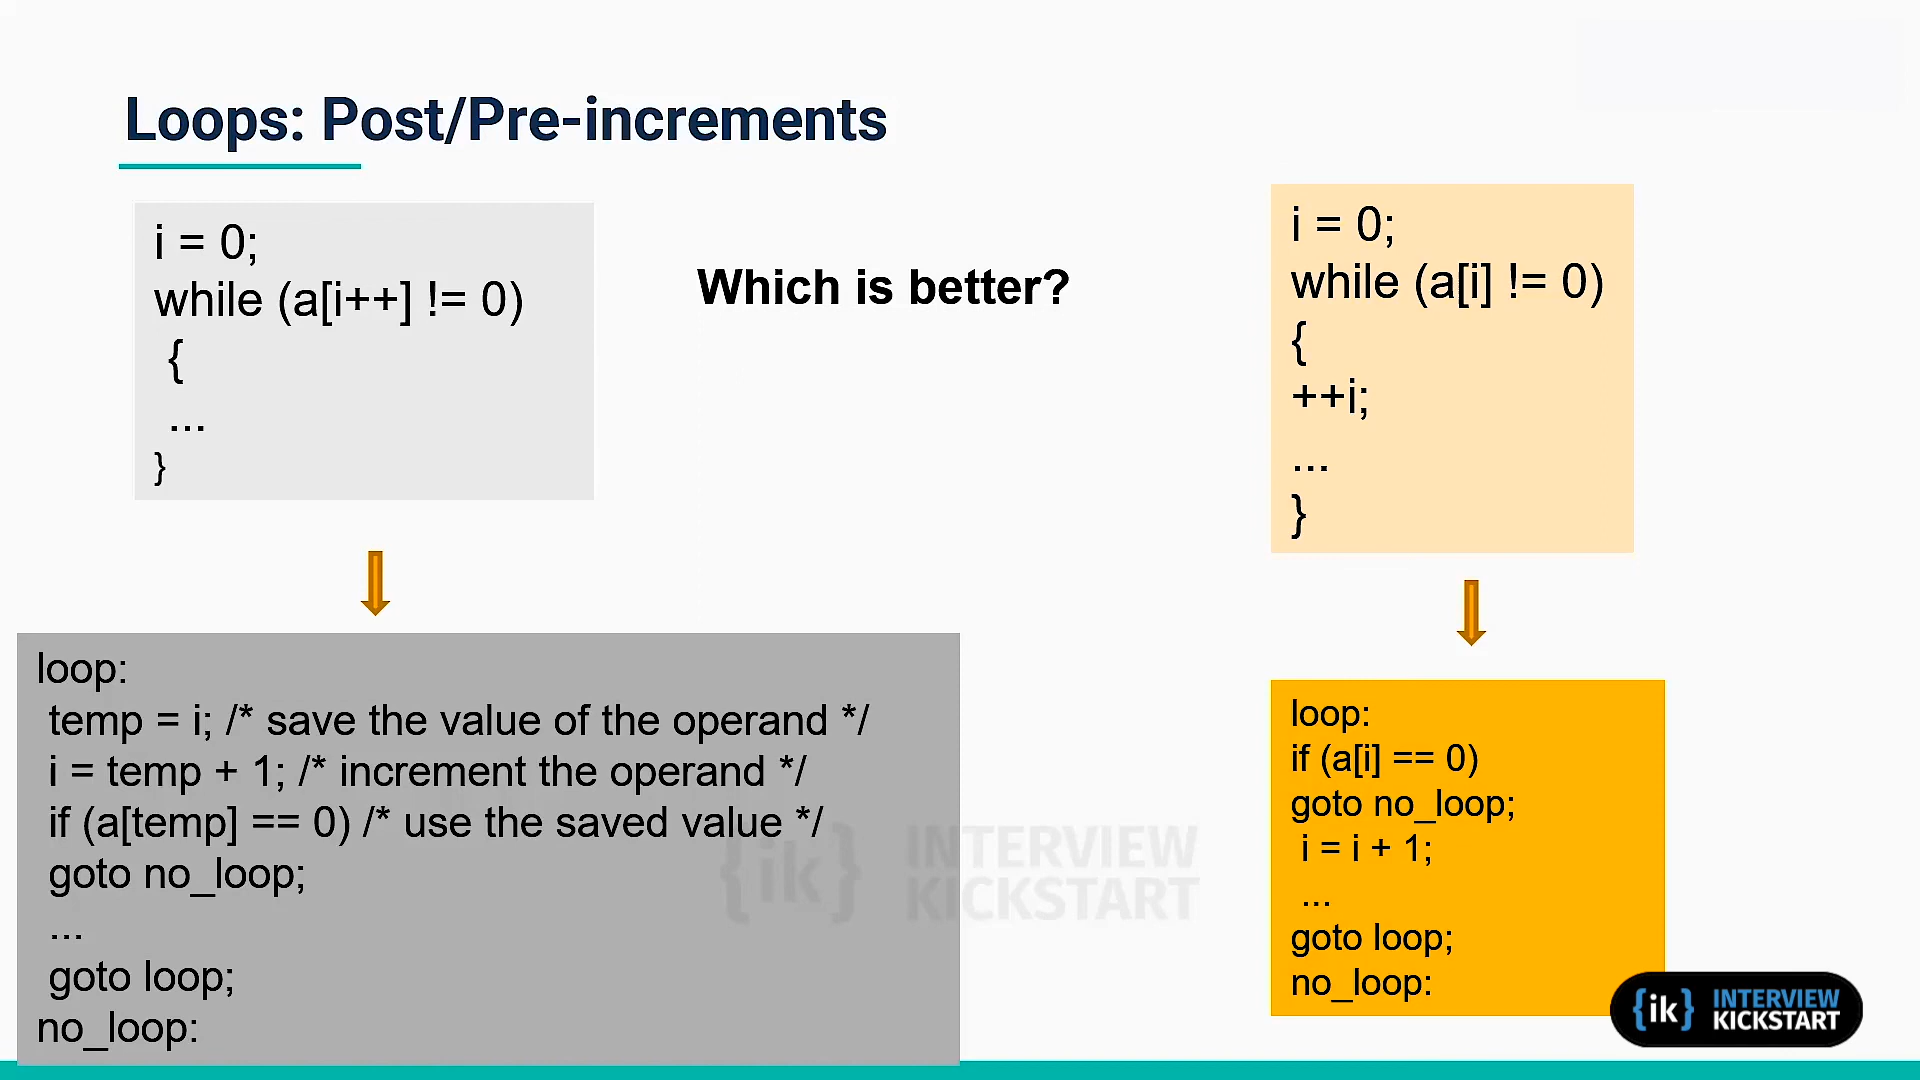 Loops: Post/Pre-increments
i = 0;
while (a[i++] != 0)
{
...
}
Which is better?
i = 0;
while (a[i] != 0)
{
++i;
...
}
loop:
temp = i; /* save the value of the operand */
i = temp + 1; /* increment the operand */
if (a[temp] == 0) /* use the saved value */
goto no_loop;
...
goto loop;
no_loop:
loop:
if (a[i] == 0)
goto no_loop;
i = i + 1;
...
goto loop;
no_loop:
{ik} INTERVIEW
KICKSTART
{ik} INTERVIEW
KICKSTART